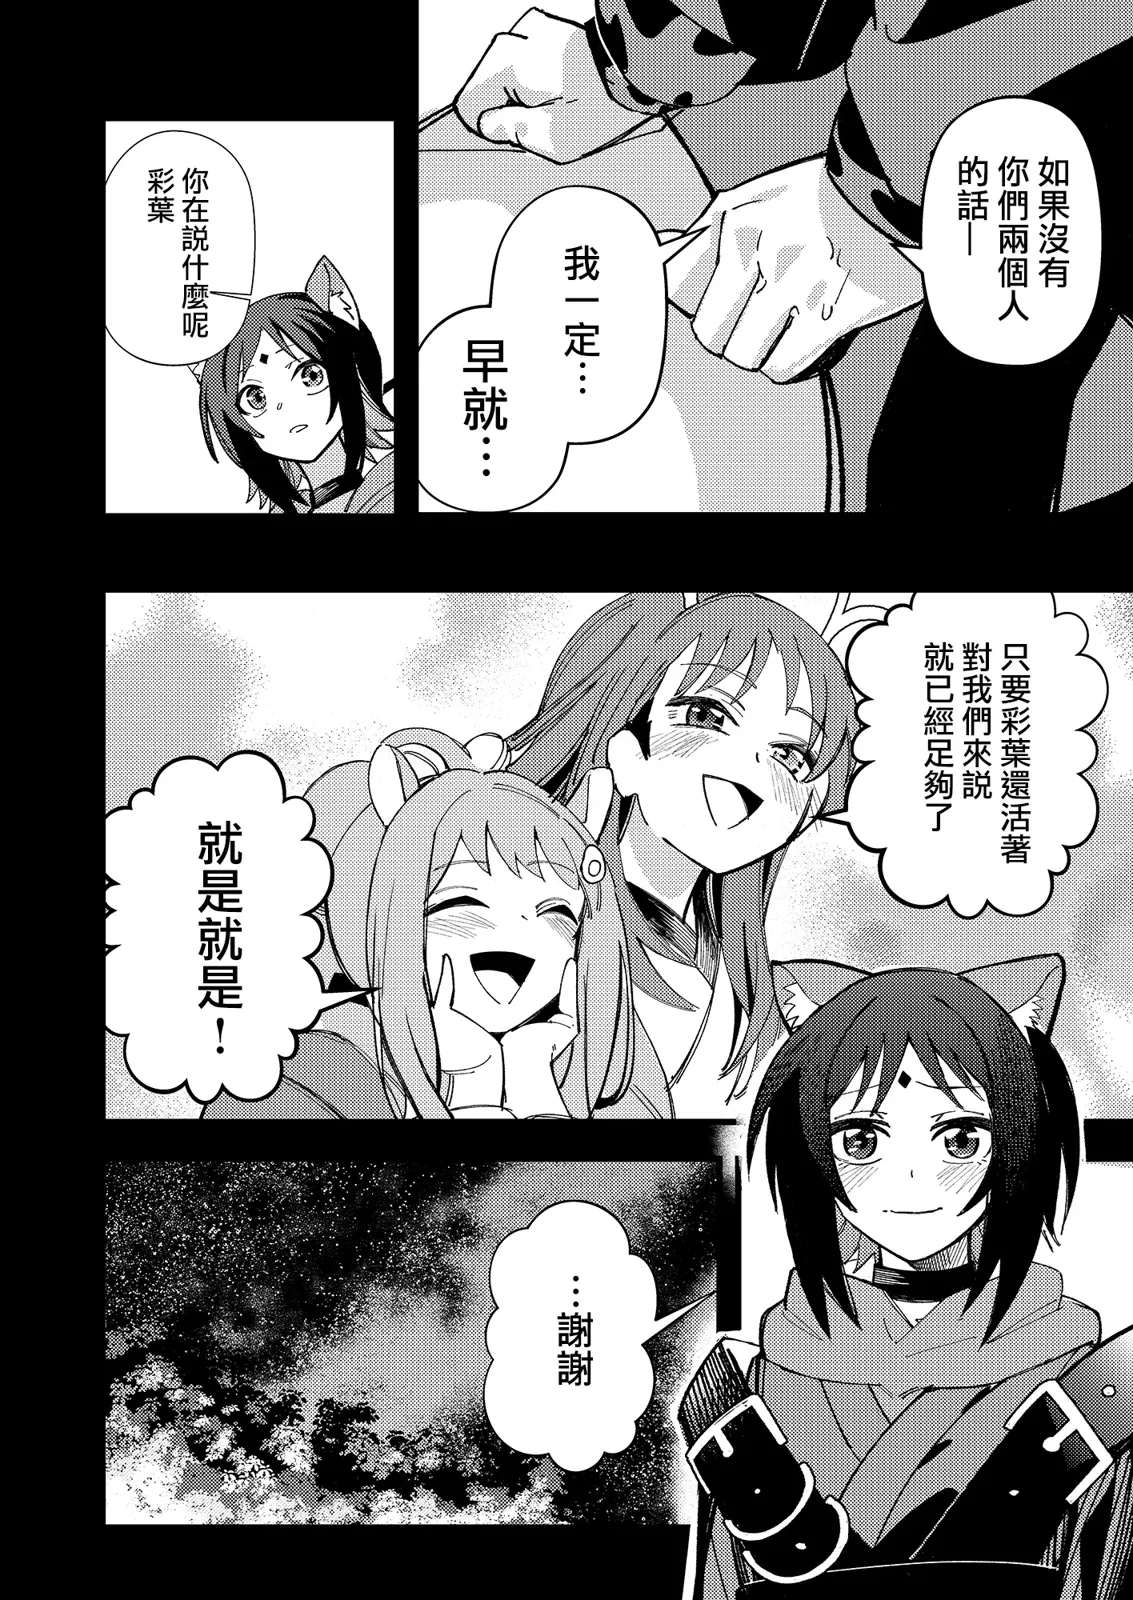 如果沒有
你們兩個人
的話—
我一定…
早就…
你在說什麼呢
彩葉
只要彩葉還活著
對我們來說
就已經足夠了
就是就是！
…謝謝